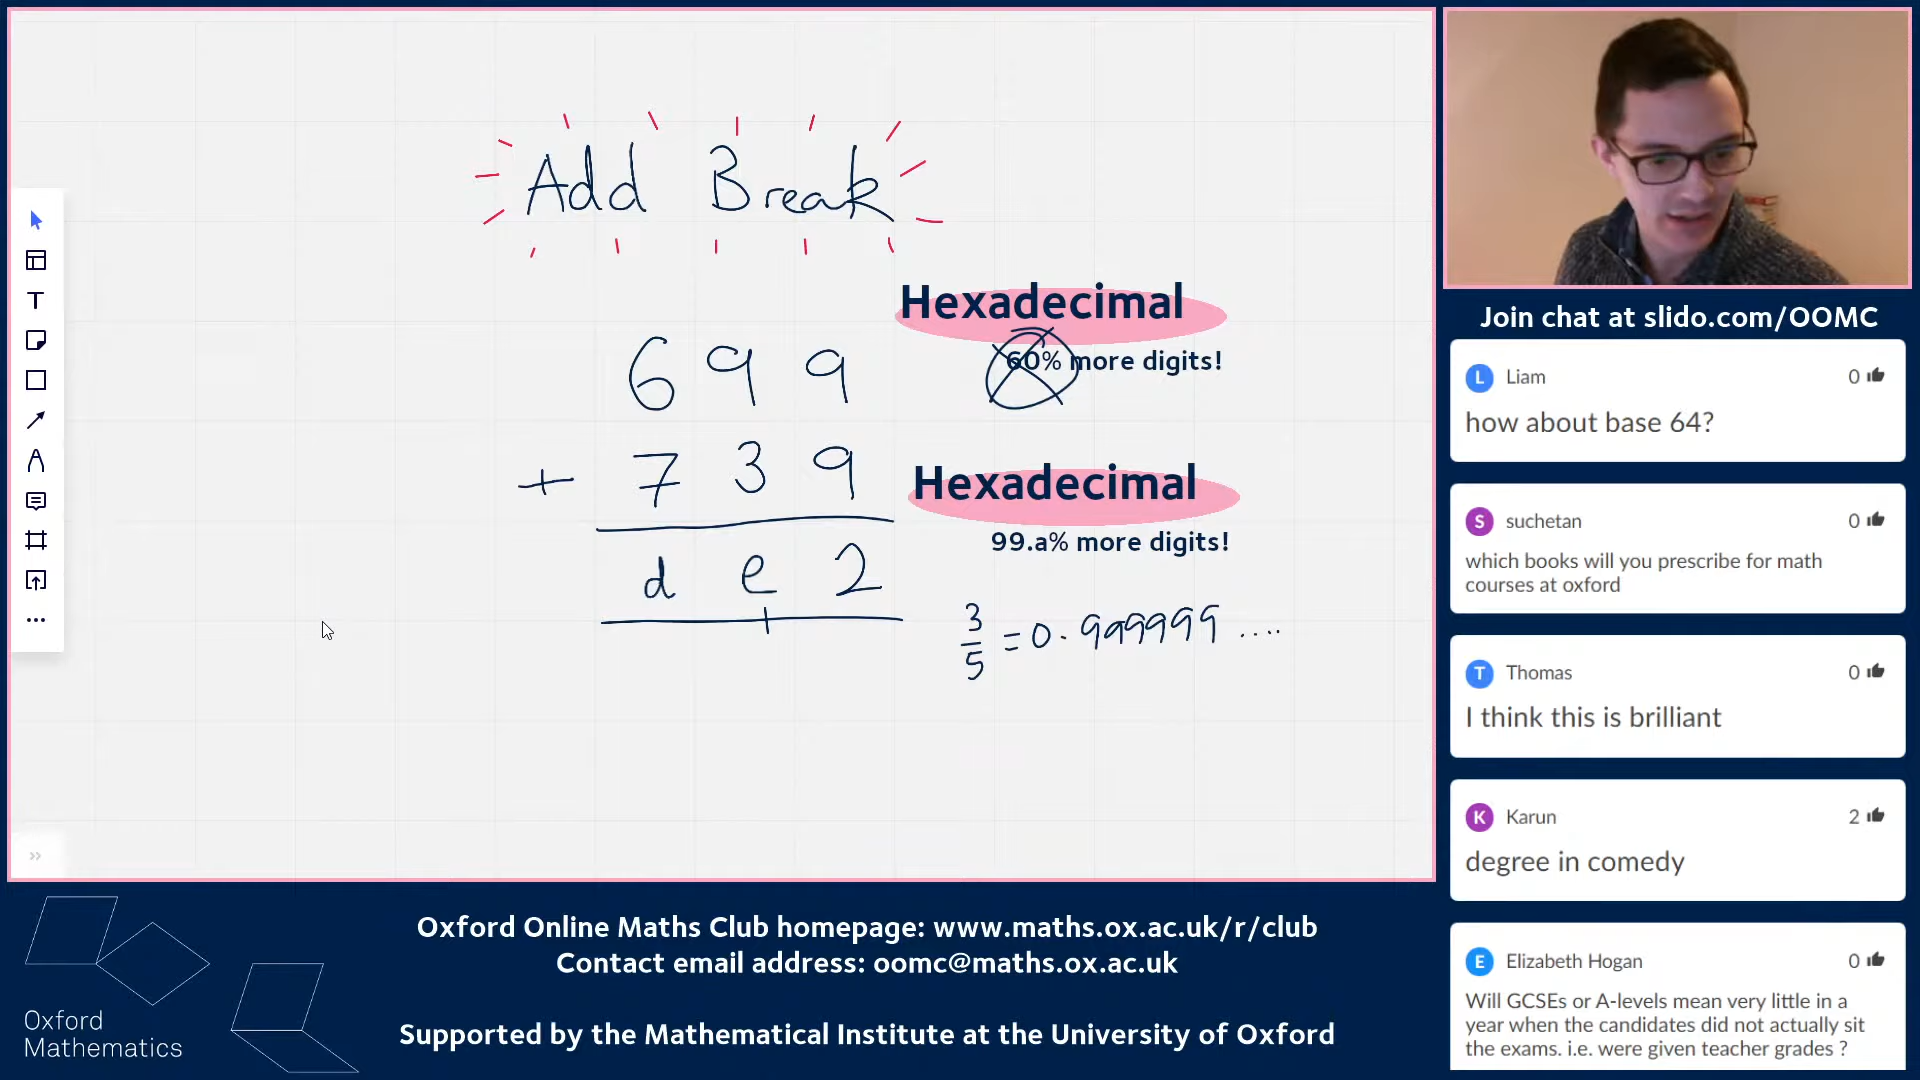 Add Break
Hexadecimal
60% more digits!
6 9 9
+ 7 3 9
d e 2
1
Hexadecimal
99.a% more digits!
3/5 = 0.999999 ....
T
Join chat at slido.com/OOMC
L Liam 0
how about base 64?
S suchetan 0
which books will you prescribe for math
courses at oxford
T Thomas 0
I think this is brilliant
K Karun 2
degree in comedy
E Elizabeth Hogan 0
Will GCSEs or A-levels mean very little in a
year when the candidates did not actually sit
the exams. i.e. were given teacher grades ?
Oxford
Mathematics
Oxford Online Maths Club homepage: www.maths.ox.ac.uk/r/club
Contact email address: oomc@maths.ox.ac.uk
Supported by the Mathematical Institute at the University of Oxford